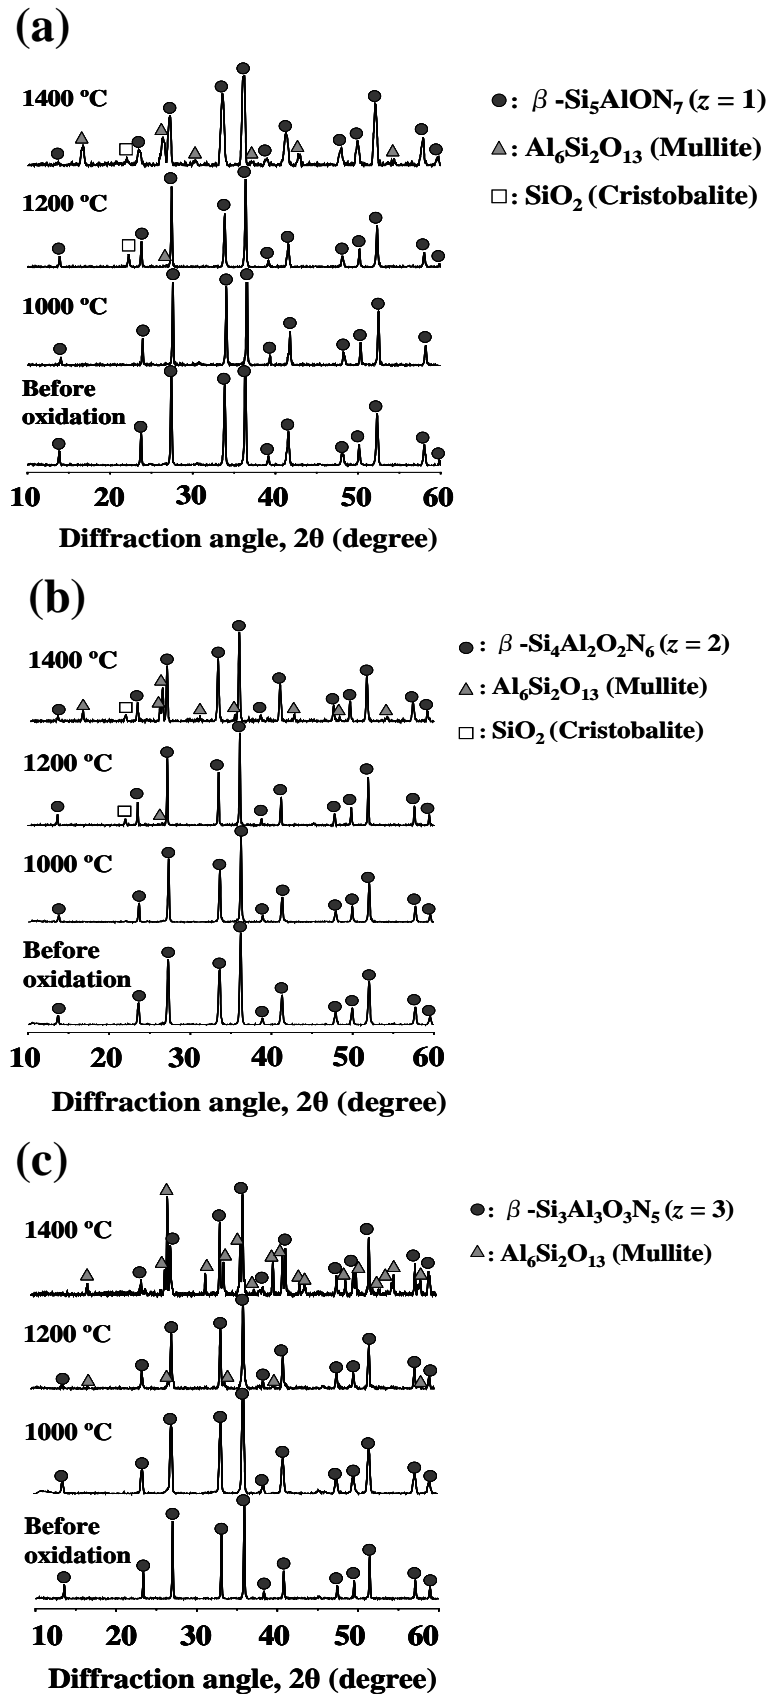 (a)
1400 ºC
1200 ºC
1000 ºC
Before
oxidation
●: β-Si5AlON7 (z = 1)
▲: Al6Si2O13 (Mullite)
□: SiO2 (Cristobalite)
10 20 30 40 50 60
Diffraction angle, 2θ (degree)
(b)
1400 ºC
1200 ºC
1000 ºC
Before
oxidation
●: β-Si4Al2O2N6 (z = 2)
▲: Al6Si2O13 (Mullite)
□: SiO2 (Cristobalite)
10 20 30 40 50 60
Diffraction angle, 2θ (degree)
(c)
1400 ºC
1200 ºC
1000 ºC
Before
oxidation
●: β-Si3Al3O3N5 (z = 3)
▲: Al6Si2O13 (Mullite)
10 20 30 40 50 60
Diffraction angle, 2θ (degree)